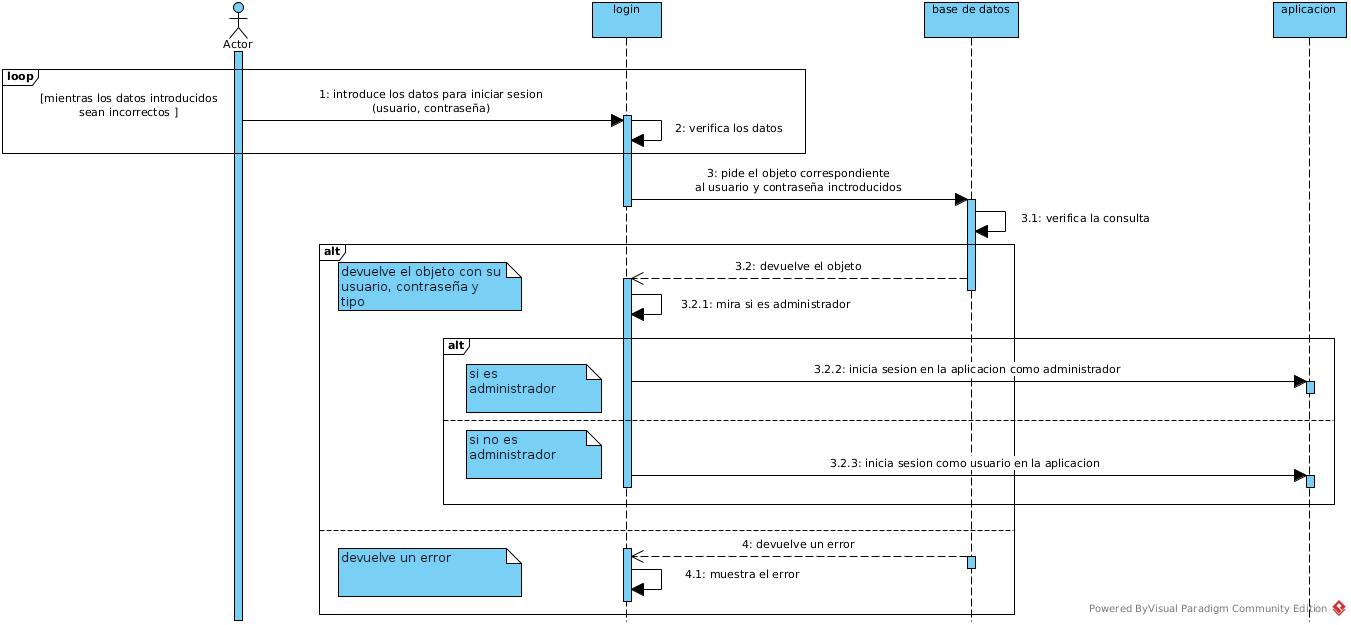 Actor
login
base de datos
aplicacion
loop
[mientras los datos introducidos
sean incorrectos ]
1: introduce los datos para iniciar sesion
(usuario, contraseña)
2: verifica los datos
3: pide el objeto correspondiente
al usuario y contraseña inctroducidos
3.1: verifica la consulta
alt
devuelve el objeto con su
usuario, contraseña y
tipo
3.2: devuelve el objeto
3.2.1: mira si es administrador
alt
si es
administrador
3.2.2: inicia sesion en la aplicacion como administrador
si no es
administrador
3.2.3: inicia sesion como usuario en la aplicacion
devuelve un error
4: devuelve un error
4.1: muestra el error
Powered ByVisual Paradigm Community Edition